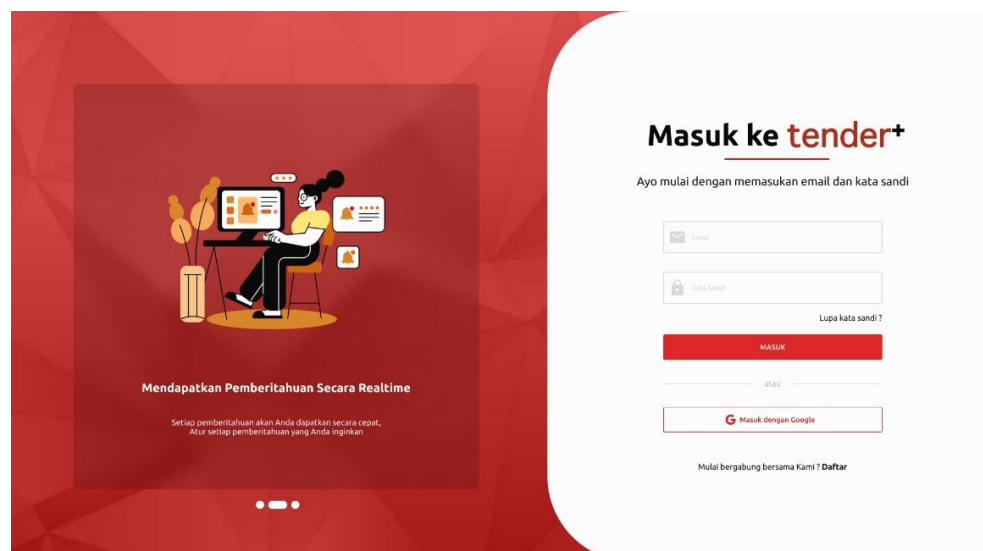 Mendapatkan Pemberitahuan Secara Realtime
Setiap pemberitahuan akan Anda dapatkan secara cepat,
Atur setiap pemberitahuan yang Anda inginkan
Masuk ke tender+
Ayo mulai dengan memasukan email dan kata sandi
Email
Kata Sandi
Lupa kata sandi ?
MASUK
atau
G Masuk dengan Google
Mulai bergabung bersama Kami ? Daftar